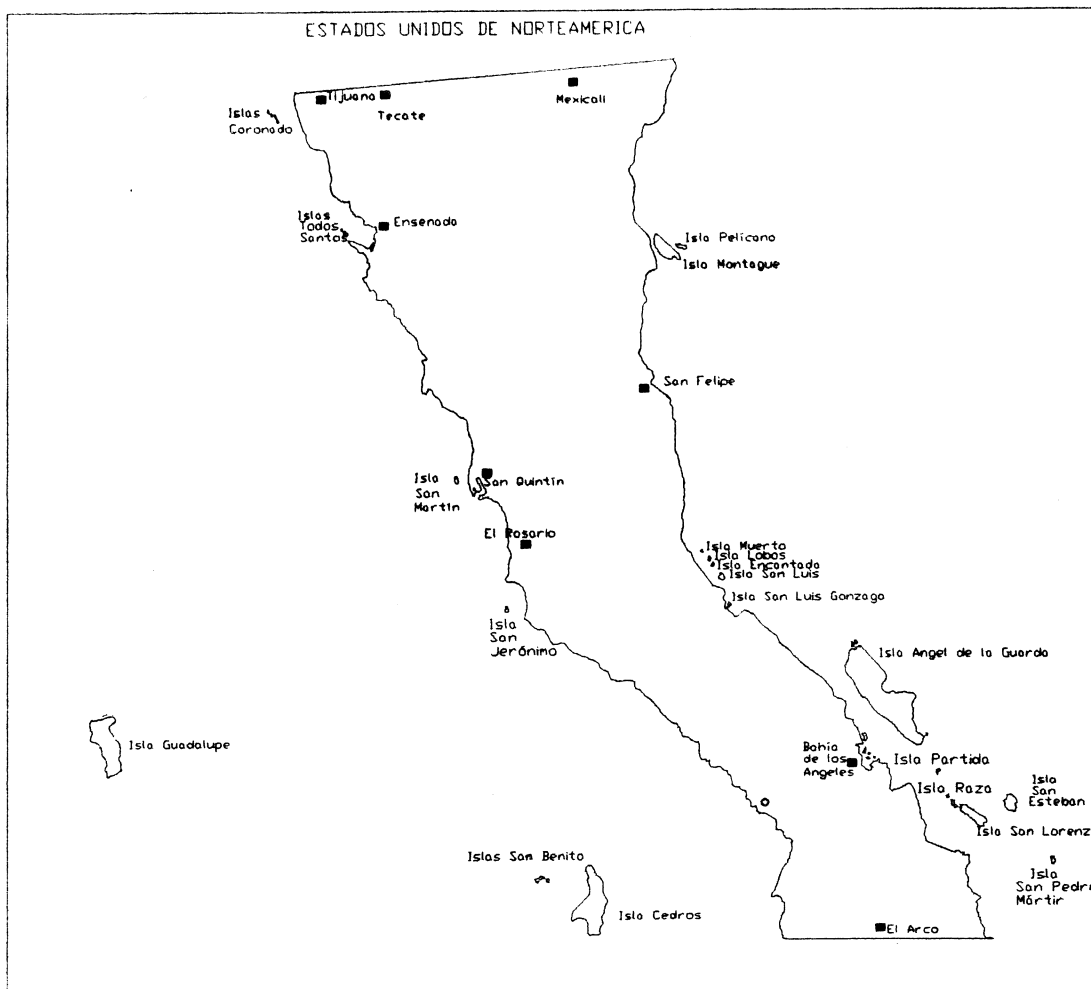 ESTADOS UNIDOS DE NORTEAMERICA
Tijuana
Mexicali
Tecate
Islas
Coronado
Islas
Todos
Santos
Ensenada
Isla Pelicano
Isla Montague
San Felipe
Isla
San
Martín
San Quintín
El Rosario
Isla Muerto
Isla Lobos
Isla Encantada
Isla San Luis
Isla San Luis Gonzaga
Isla
San
Jerónimo
Isla Angel de la Guarda
Isla Guadalupe
Bahía
de los
Angeles
Isla Partida
Isla Raza
Isla
San
Esteban
Isla San Lorenz
Islas San Benito
Isla Cedros
Isla
San Pedr
Mártir
El Arco